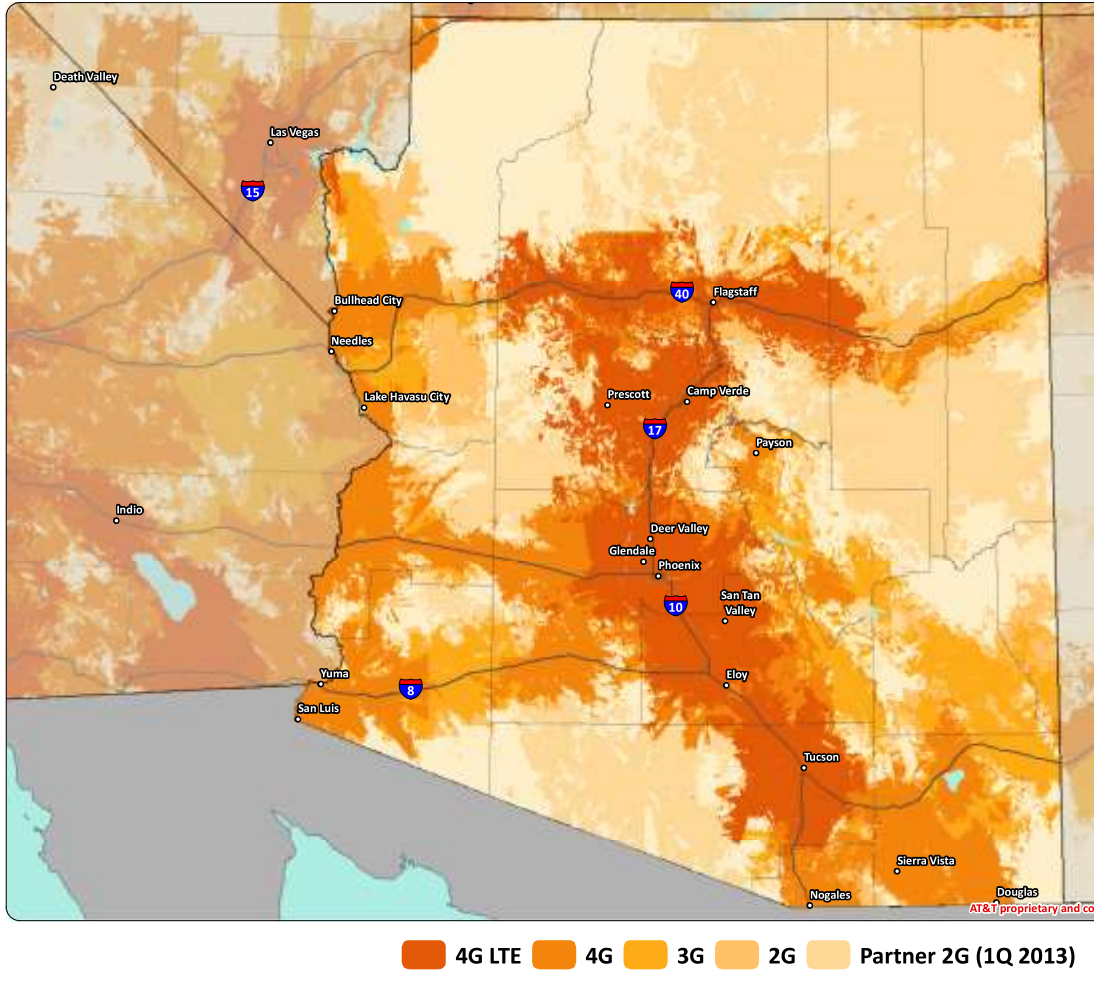 Death Valley
Las Vegas
15
Bullhead City
40
Flagstaff
Needles
Lake Havasu City
Prescott
Camp Verde
17
Payson
Indio
Deer Valley
Glendale
Phoenix
10
San Tan
Valley
Yuma
8
Eloy
San Luis
Tucson
Sierra Vista
Nogales
Douglas
AT&T proprietary and co
4G LTE 4G 3G 2G Partner 2G (1Q 2013)